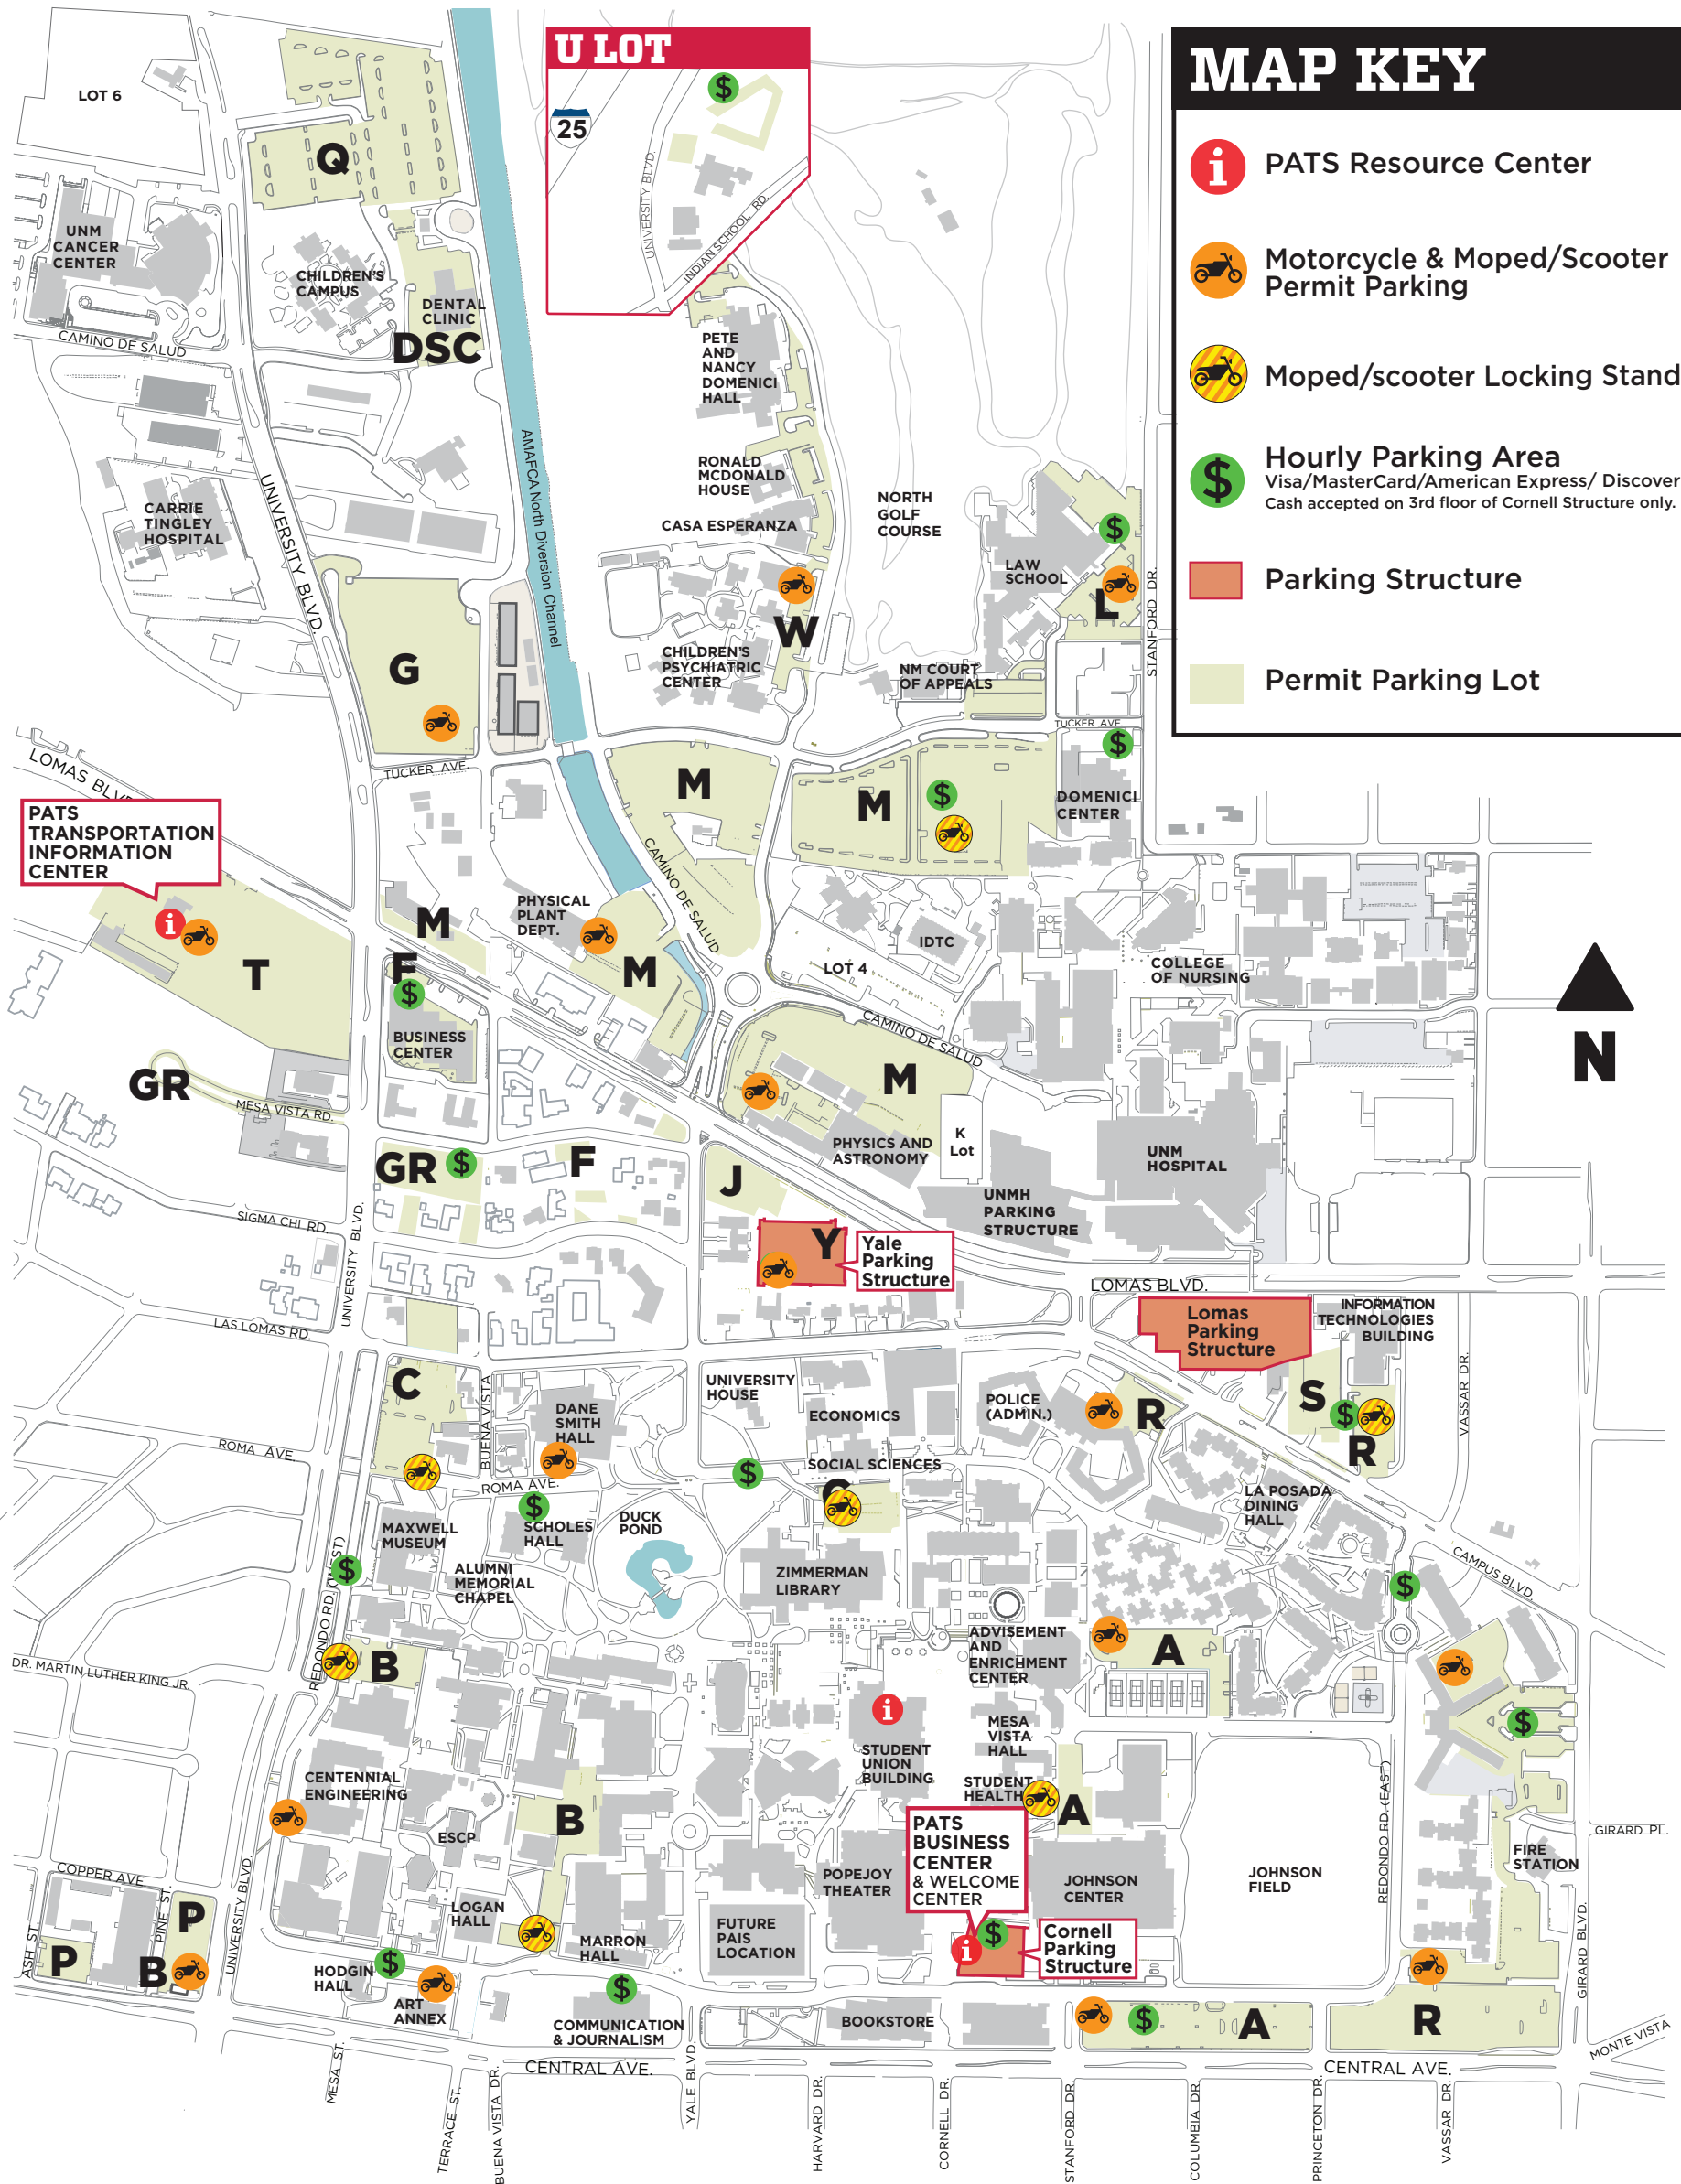 U LOT
25
UNIVERSITY BLVD.
INDIAN SCHOOL RD.
MAP KEY
PATS Resource Center
Motorcycle & Moped/Scooter
Permit Parking
Moped/scooter Locking Stand
Hourly Parking Area
Visa/MasterCard/American Express/ Discover
Cash accepted on 3rd floor of Cornell Structure only.
Parking Structure
Permit Parking Lot
LOT 6
Q
UNM
CANCER
CENTER
CHILDREN'S
CAMPUS
DENTAL
CLINIC
DSC
CAMINO DE SALUD
PETE
AND
NANCY
DOMENICI
HALL
AMAFCA North Diversion Channel
RONALD
MCDONALD
HOUSE
CASA ESPERANZA
NORTH
GOLF
COURSE
CARRIE
TINGLEY
HOSPITAL
UNIVERSITY BLVD.
LAW
SCHOOL
L
STANFORD DR.
W
G
CHILDREN'S
PSYCHIATRIC
CENTER
NM COURT
OF APPEALS
TUCKER AVE.
TUCKER AVE.
LOMAS BLVD.
M
M
DOMENICI
CENTER
PATS
TRANSPORTATION
INFORMATION
CENTER
CAMINO DE SALUD
PHYSICAL
PLANT
DEPT.
M
M
T
F
IDTC
LOT 4
COLLEGE
OF NURSING
N
BUSINESS
CENTER
CAMINO DE SALUD
GR
MESA VISTA RD.
M
PHYSICS AND
ASTRONOMY
K
Lot
UNM
HOSPITAL
GR
F
J
UNMH
PARKING
STRUCTURE
SIGMA CHI RD.
UNIVERSITY BLVD.
Y
Yale
Parking
Structure
LOMAS BLVD.
Lomas
Parking
Structure
INFORMATION
TECHNOLOGIES
BUILDING
LAS LOMAS RD.
C
BUENA VISTA
DANE
SMITH
HALL
UNIVERSITY
HOUSE
ECONOMICS
POLICE
(ADMIN.)
R
S
R
VASSAR DR.
ROMA AVE.
ROMA AVE.
SOCIAL SCIENCES
C
LA POSADA
DINING
HALL
MAXWELL
MUSEUM
SCHOLES
HALL
DUCK
POND
ALUMNI
MEMORIAL
CHAPEL
ZIMMERMAN
LIBRARY
CAMPUS BLVD.
REDONDO RD. (WEST)
B
DR. MARTIN LUTHER KING JR.
ADVISEMENT
AND
ENRICHMENT
CENTER
A
MESA
VISTA
HALL
STUDENT
UNION
BUILDING
STUDENT
HEALTH
A
CENTENNIAL
ENGINEERING
B
ESCP
REDONDO RD. (EAST)
GIRARD PL.
FIRE
STATION
PATS
BUSINESS
CENTER
& WELCOME
CENTER
POPEJOY
THEATER
JOHNSON
CENTER
JOHNSON
FIELD
COPPER AVE.
ASH ST.
PINE ST.
P
P
B
UNIVERSITY BLVD.
LOGAN
HALL
MARRON
HALL
FUTURE
PAIS
LOCATION
Cornell
Parking
Structure
HODGIN
HALL
ART
ANNEX
COMMUNICATION
& JOURNALISM
BOOKSTORE
A
R
GIRARD BLVD.
MONTE VISTA
CENTRAL AVE.
CENTRAL AVE.
MESA ST.
TERRACE ST.
BUENA VISTA DR.
YALE BLVD.
HARVARD DR.
CORNELL DR.
STANFORD DR.
COLUMBIA DR.
PRINCETON DR.
VASSAR DR.